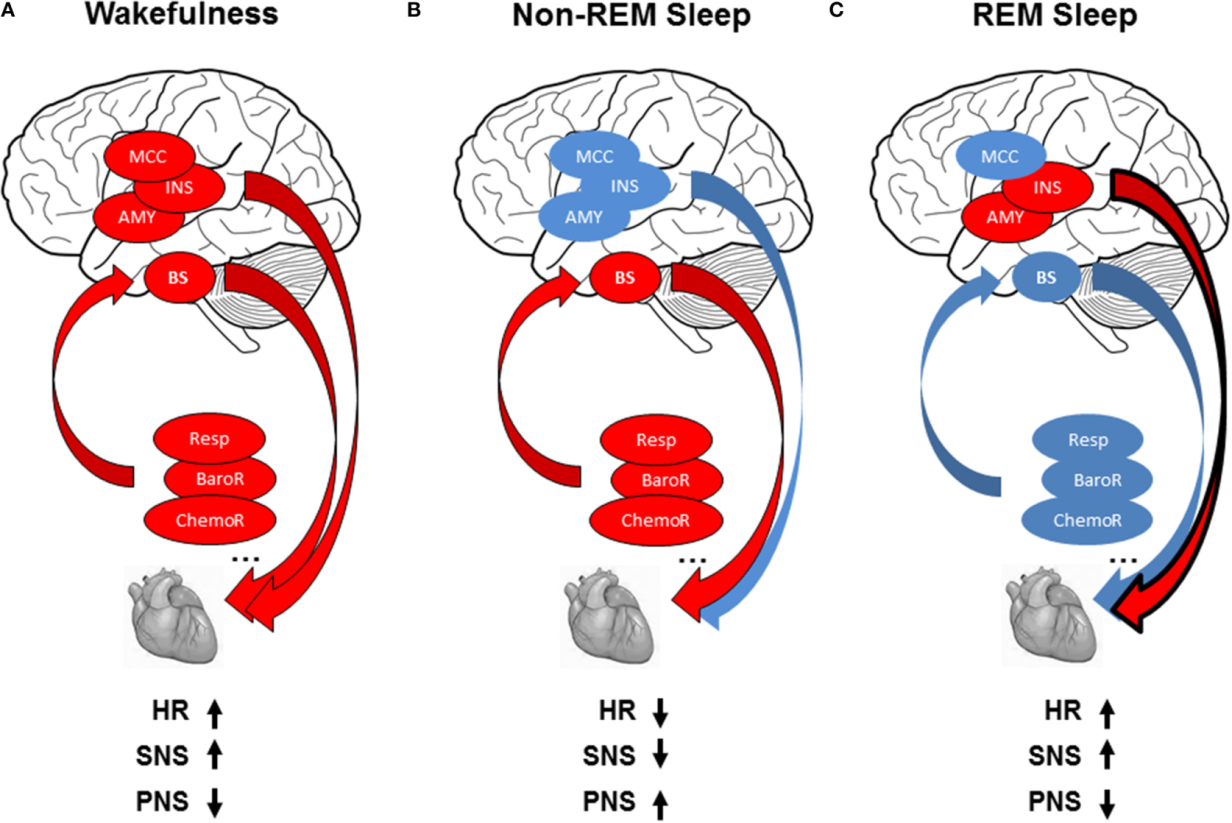 A Wakefulness
MCC
INS
AMY
BS
Resp
BaroR
ChemoR
...
HR ↑
SNS ↑
PNS ↓
B Non-REM Sleep
MCC
INS
AMY
BS
Resp
BaroR
ChemoR
...
HR ↓
SNS ↓
PNS ↑
C REM Sleep
MCC
INS
AMY
BS
Resp
BaroR
ChemoR
...
HR ↑
SNS ↑
PNS ↓